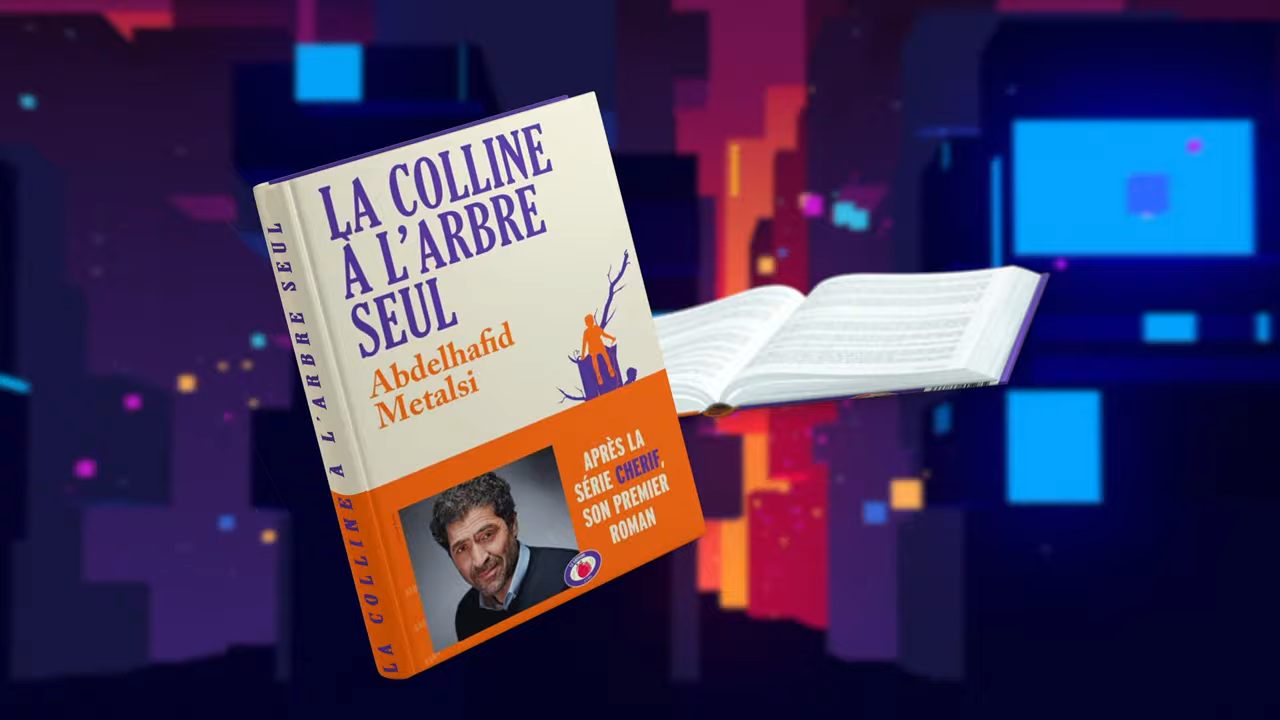 LA COLLINE
À L'ARBRE
SEUL
Abdelhafid
Metalsi
APRÈS LA
SÉRIE CHERIF,
SON PREMIER
ROMAN
LA COLLINE A L'ARBRE SEUL